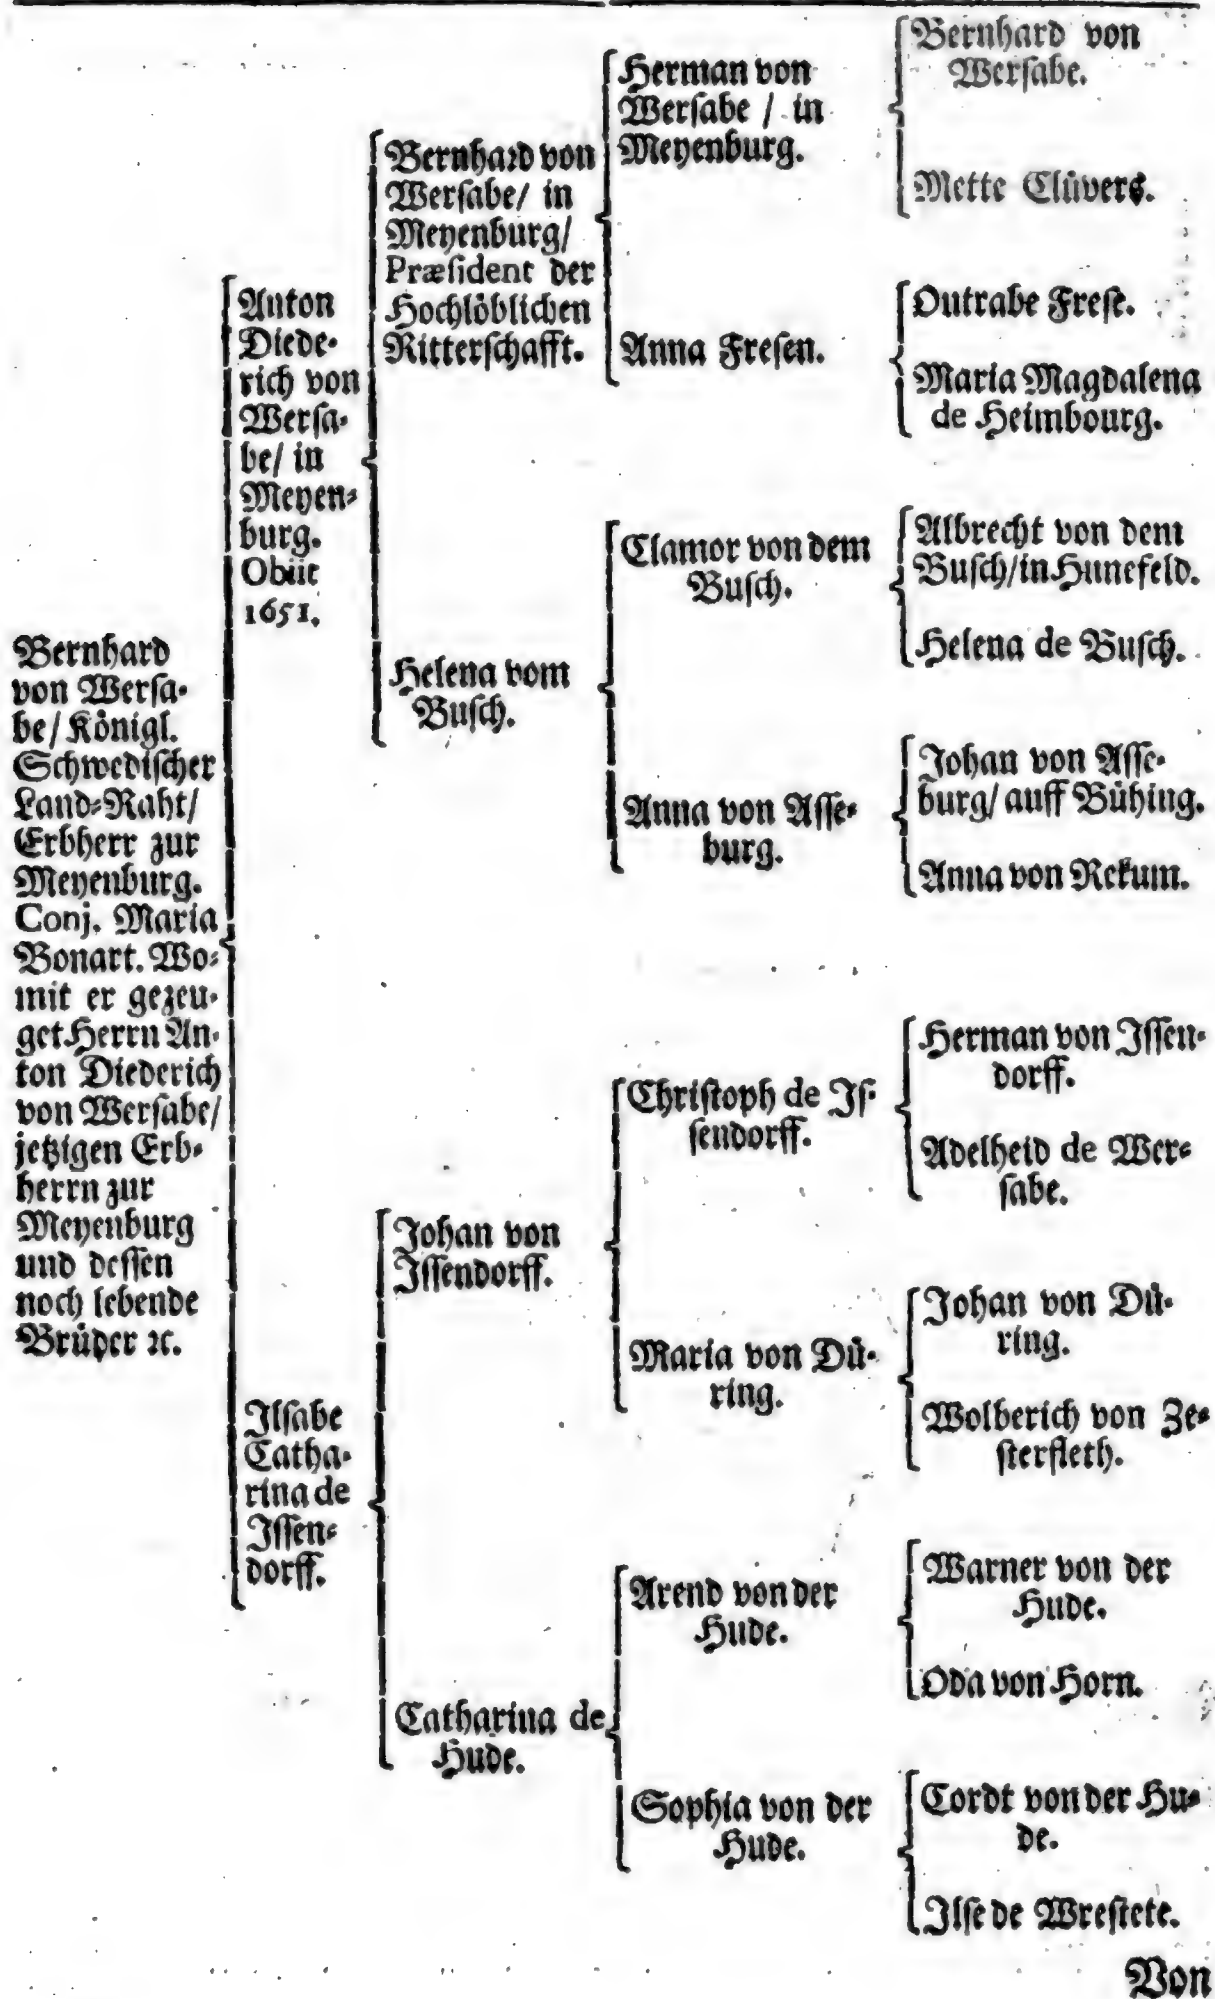 Bernhard
von Werſa-
be/ Königl.
Schwediſcher
Land-Raht/
Erbherr zur
Meyenburg.
Conj. Maria
Bonart. Wo-
mit er gezeu-
get Herrn An-
ton Diederich
von Werſabe/
jetzigen Erb-
herrn zur
Meyenburg
und deſſen
noch lebende
Brüder ꝛc.
Anton
Diede-
rich von
Werſa-
be/ in
Meyen-
burg.
Obiit
1651.
Ilſabe
Catha-
rina de
Iſſen-
dorff.
Bernhard von
Werſabe/ in
Meyenburg/
Præſident der
Hochlöblichen
Ritterſchafft.
Helena vom
Buſch.
Johan von
Iſſendorff.
Catharina de
Hude.
Herman von
Werſabe / in
Meyenburg.
Anna Freſen.
Clamor von dem
Buſch.
Anna von Aſſe-
burg.
Chriſtoph de Iſ-
ſendorff.
Maria von Dü-
ring.
Arend von der
Hude.
Sophia von der
Hude.
Bernhard von
Werſabe.
Mette Clüvers.
Outrabe Freſe.
Maria Magdalena
de Heimbourg.
Albrecht von dem
Buſch/in Hunefeld.
Helena de Buſch.
Johan von Aſſe-
burg/ auff Bühing.
Anna von Rekum.
Herman von Iſſen-
dorff.
Adelheid de Wer-
ſabe.
Johan von Dü-
ring.
Wolberich von Ze-
ſterfleth.
Warner von der
Hude.
Oda von Horn.
Cordt von der Hu-
de.
Ilſe de Wreſtete.
Von